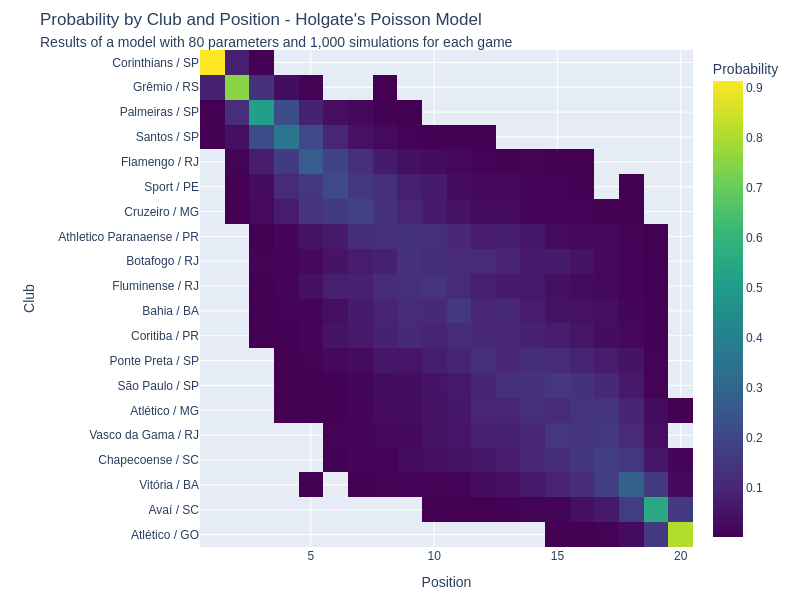 Probability by Club and Position - Holgate's Poisson Model
Results of a model with 80 parameters and 1,000 simulations for each game
Probability
Club
Corinthians / SP
Grêmio / RS
Palmeiras / SP
Santos / SP
Flamengo / RJ
Sport / PE
Cruzeiro / MG
Athletico Paranaense / PR
Botafogo / RJ
Fluminense / RJ
Bahia / BA
Coritiba / PR
Ponte Preta / SP
São Paulo / SP
Atlético / MG
Vasco da Gama / RJ
Chapecoense / SC
Vitória / BA
Avaí / SC
Atlético / GO
0.9
0.8
0.7
0.6
0.5
0.4
0.3
0.2
0.1
5 10 15 20
Position